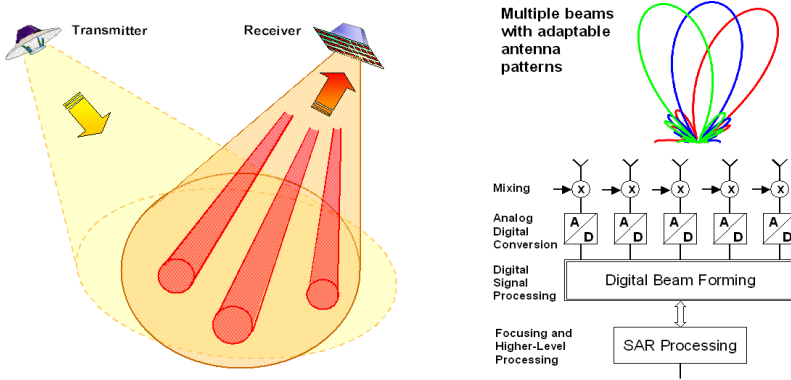 Transmitter
Receiver
Multiple beams
with adaptable
antenna
patterns
Mixing
X X X X X
Analog
Digital
Conversion
A D A D A D A D A D
Digital
Signal
Processing
Digital Beam Forming
Focusing and
Higher-Level
Processing
SAR Processing